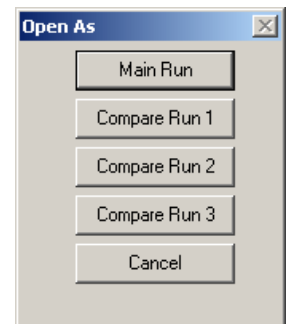 Open As
Main Run
Compare Run 1
Compare Run 2
Compare Run 3
Cancel